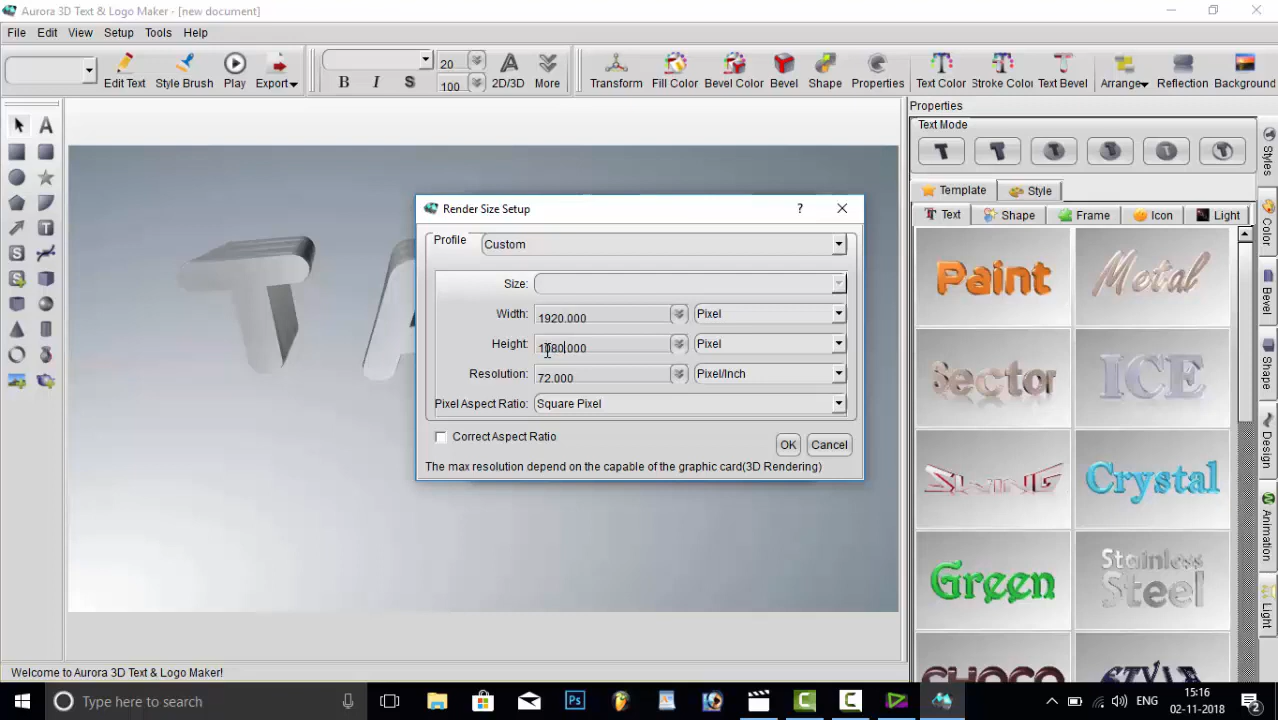 Aurora 3D Text & Logo Maker - [new document]
File Edit View Setup Tools Help
Edit Text Style Brush Play Export
20
100
B I S 2D/3D More
Transform Fill Color Bevel Color Bevel Shape Properties Text Color Stroke Color Text Bevel Arrange Reflection Background
Properties
Text Mode
Template Style
Text Shape Frame Icon Light
Paint Metal
Sector Design ICE
SWING Crystal
Green Stainless Steel
CHOCO STYLE
Styles
Color
Bevel
Animation
Light
T A
Render Size Setup
?
Profile Custom
Size:
Width: 1920.000 Pixel
Height: 1080.000 Pixel
Resolution: 72.000 Pixel/Inch
Pixel Aspect Ratio: Square Pixel
Correct Aspect Ratio
OK Cancel
The max resolution depend on the capable of the graphic card(3D Rendering)
Welcome to Aurora 3D Text & Logo Maker!
Type here to search
Ps
ENG
15:16
02-11-2018
2